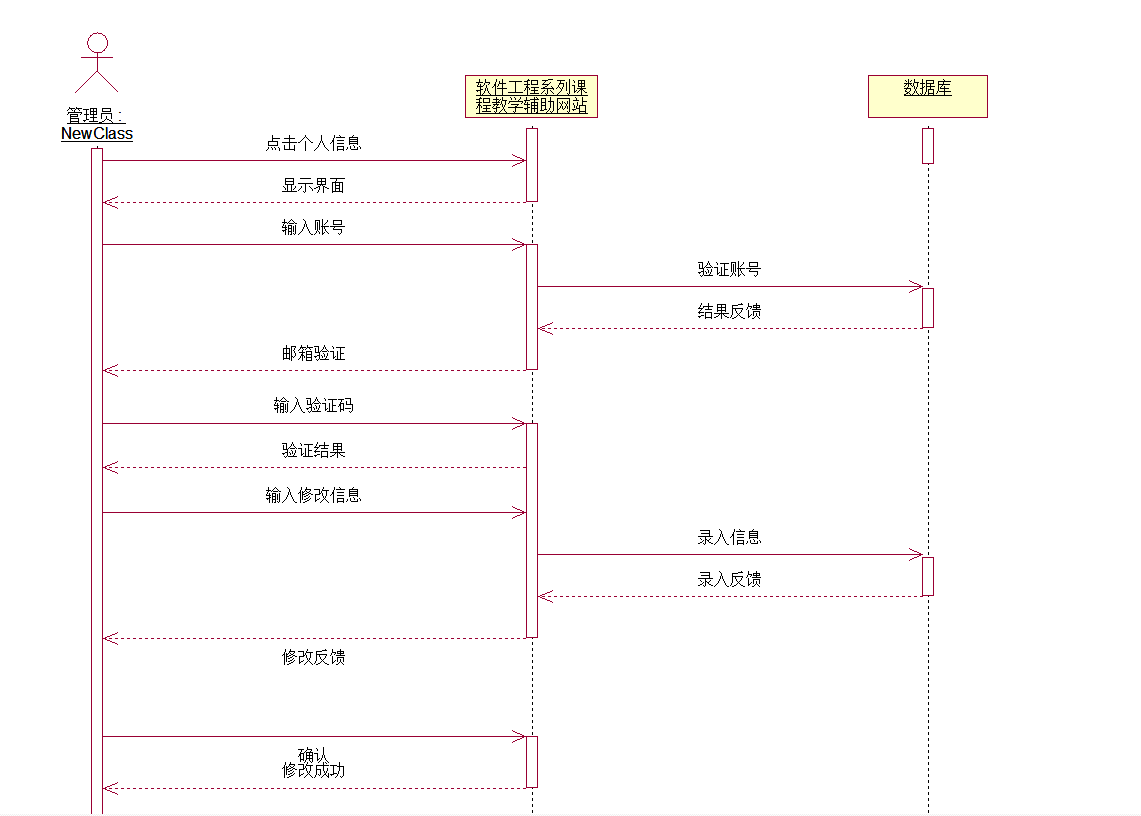 管理员 :
NewClass
软件工程系列课
程教学辅助网站
数据库
点击个人信息
显示界面
输入账号
验证账号
结果反馈
邮箱验证
输入验证码
验证结果
输入修改信息
录入信息
录入反馈
修改反馈
确认
修改成功